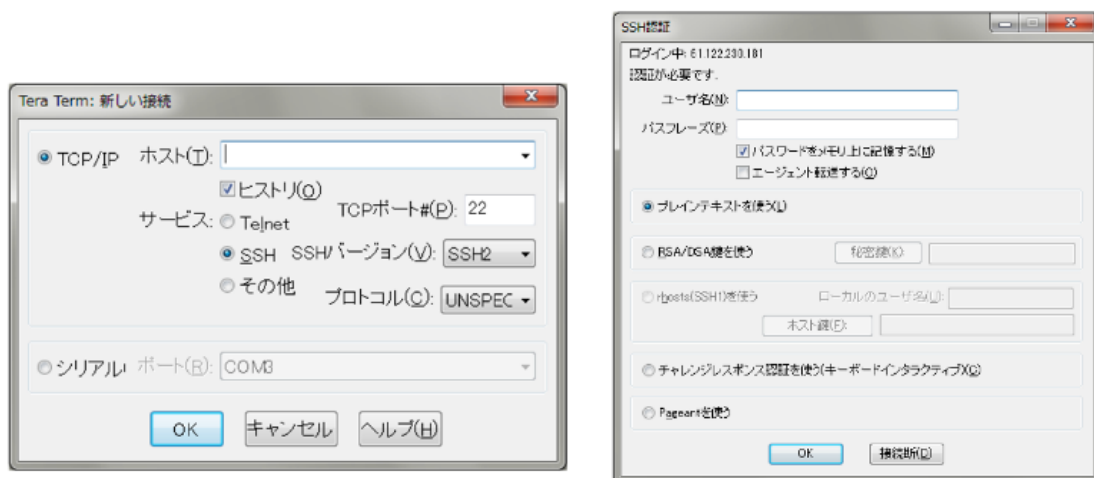 Tera Term: 新しい接続
TCP/IP ホスト(T):
ヒストリ(O)
サービス: Telnet TCPポート#(P): 22
SSH SSHバージョン(V): SSH2
その他 プロトコル(C): UNSPEC
シリアル ポート(R): COM3
OK キャンセル ヘルプ(H)
SSH認証
ログイン中: 61.122.230.181
認証が必要です.
ユーザ名(N):
パスフレーズ(P):
パスワードをメモリ上に記憶する(M)
エージェント転送する(O)
プレインテキストを使う(L)
RSA/DSA鍵を使う 秘密鍵(K)
rhosts(SSH1)を使う ローカルのユーザ名(U):
ホスト鍵(F):
チャレンジレスポンス認証を使う(キーボードインタラクティブ)(C)
Pageantを使う
OK 接続断(D)